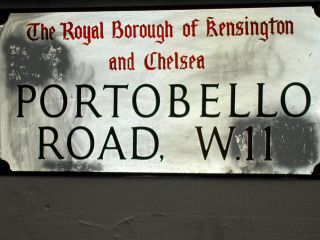 The Royal Borough of Kensington
and Chelsea
PORTOBELLO
ROAD, W.11